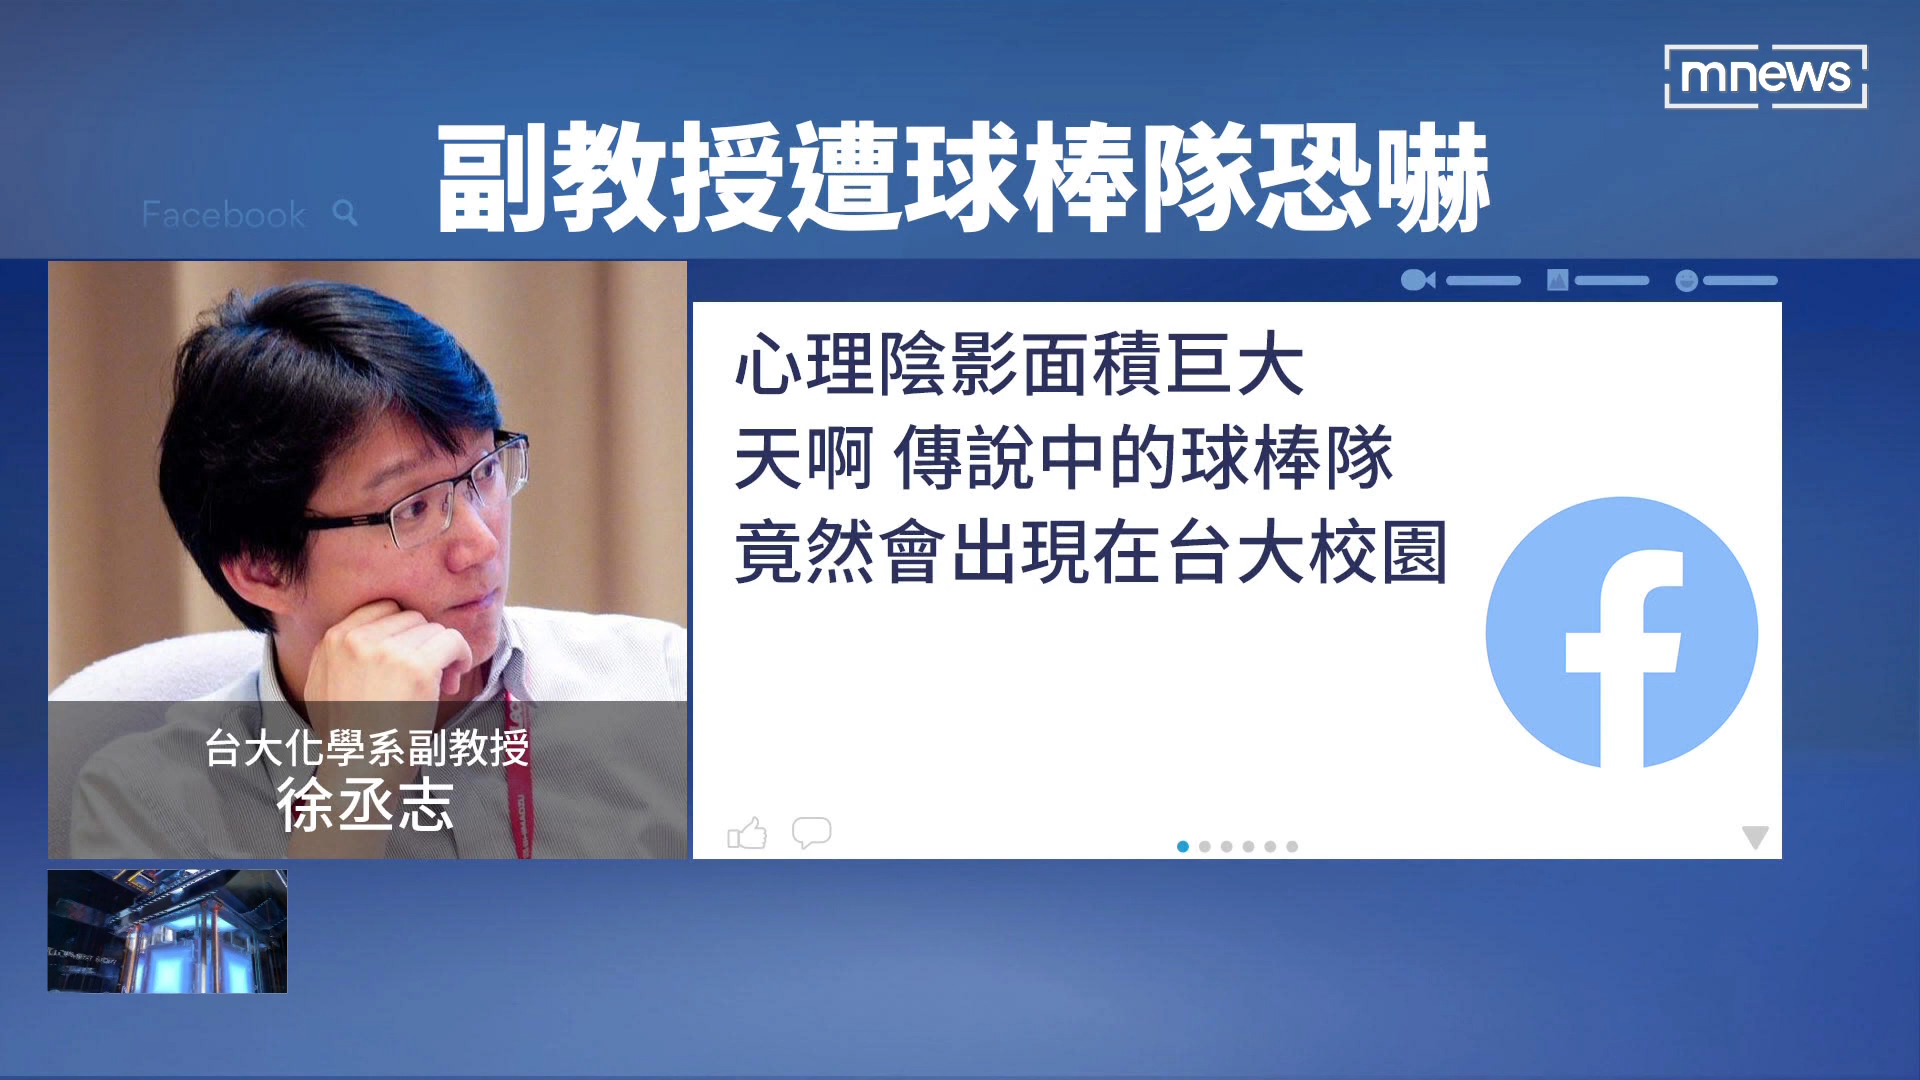 mnews
副教授遭球棒隊恐嚇
Facebook
心理陰影面積巨大
天啊 傳說中的球棒隊
竟然會出現在台大校園
台大化學系副教授
徐丞志